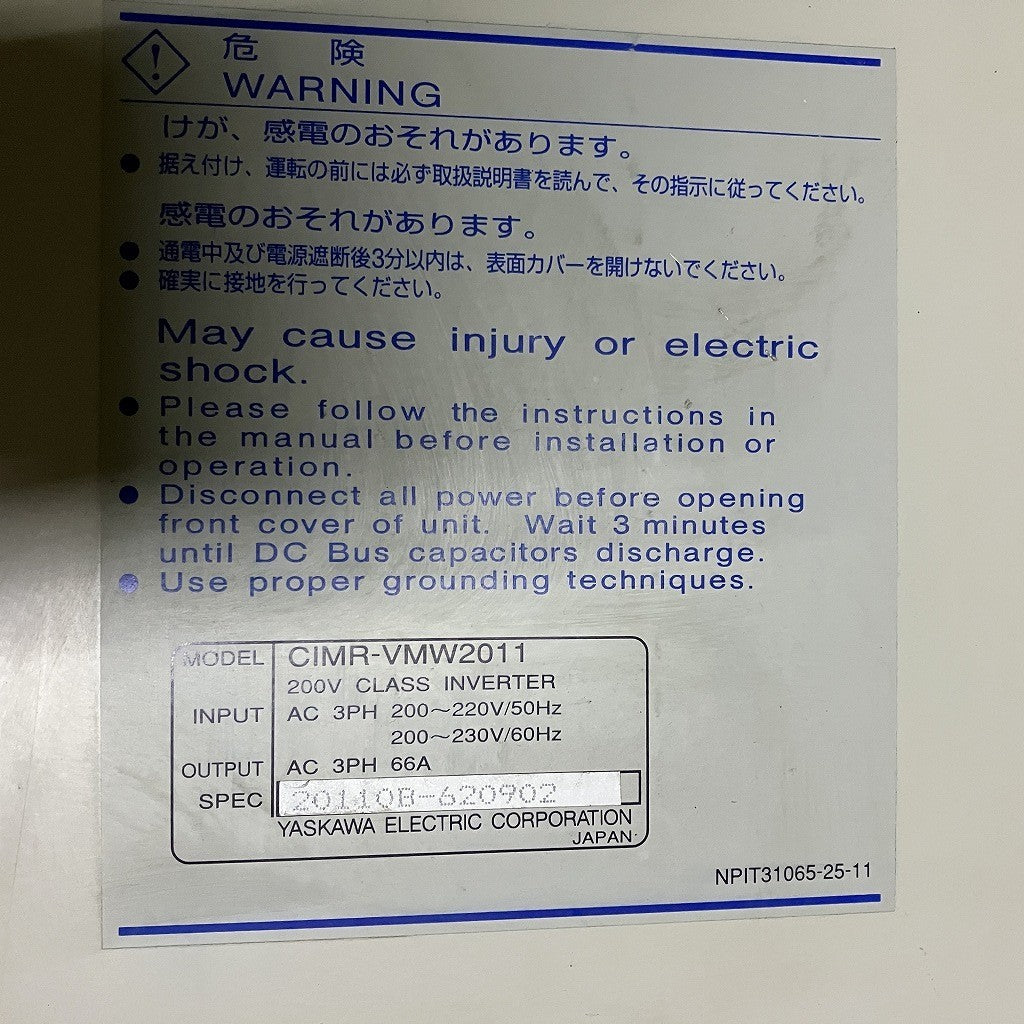 危 険
WARNING
けが、感電のおそれがあります。
● 据え付け、運転の前には必ず取扱説明書を読んで、その指示に従ってください。
感電のおそれがあります。
● 通電中及び電源遮断後3分以内は、表面カバーを開けないでください。
● 確実に接地を行ってください。
May cause injury or electric
shock.
● Please follow the instructions in
the manual before installation or
operation.
● Disconnect all power before opening
front cover of unit. Wait 3 minutes
until DC Bus capacitors discharge.
● Use proper grounding techniques.
MODEL CIMR-VMW2011
200V CLASS INVERTER
INPUT AC 3PH 200~220V/50Hz
200~230V/60Hz
OUTPUT AC 3PH 66A
SPEC 20110B-620902
YASKAWA ELECTRIC CORPORATION
JAPAN
NPIT31065-25-11